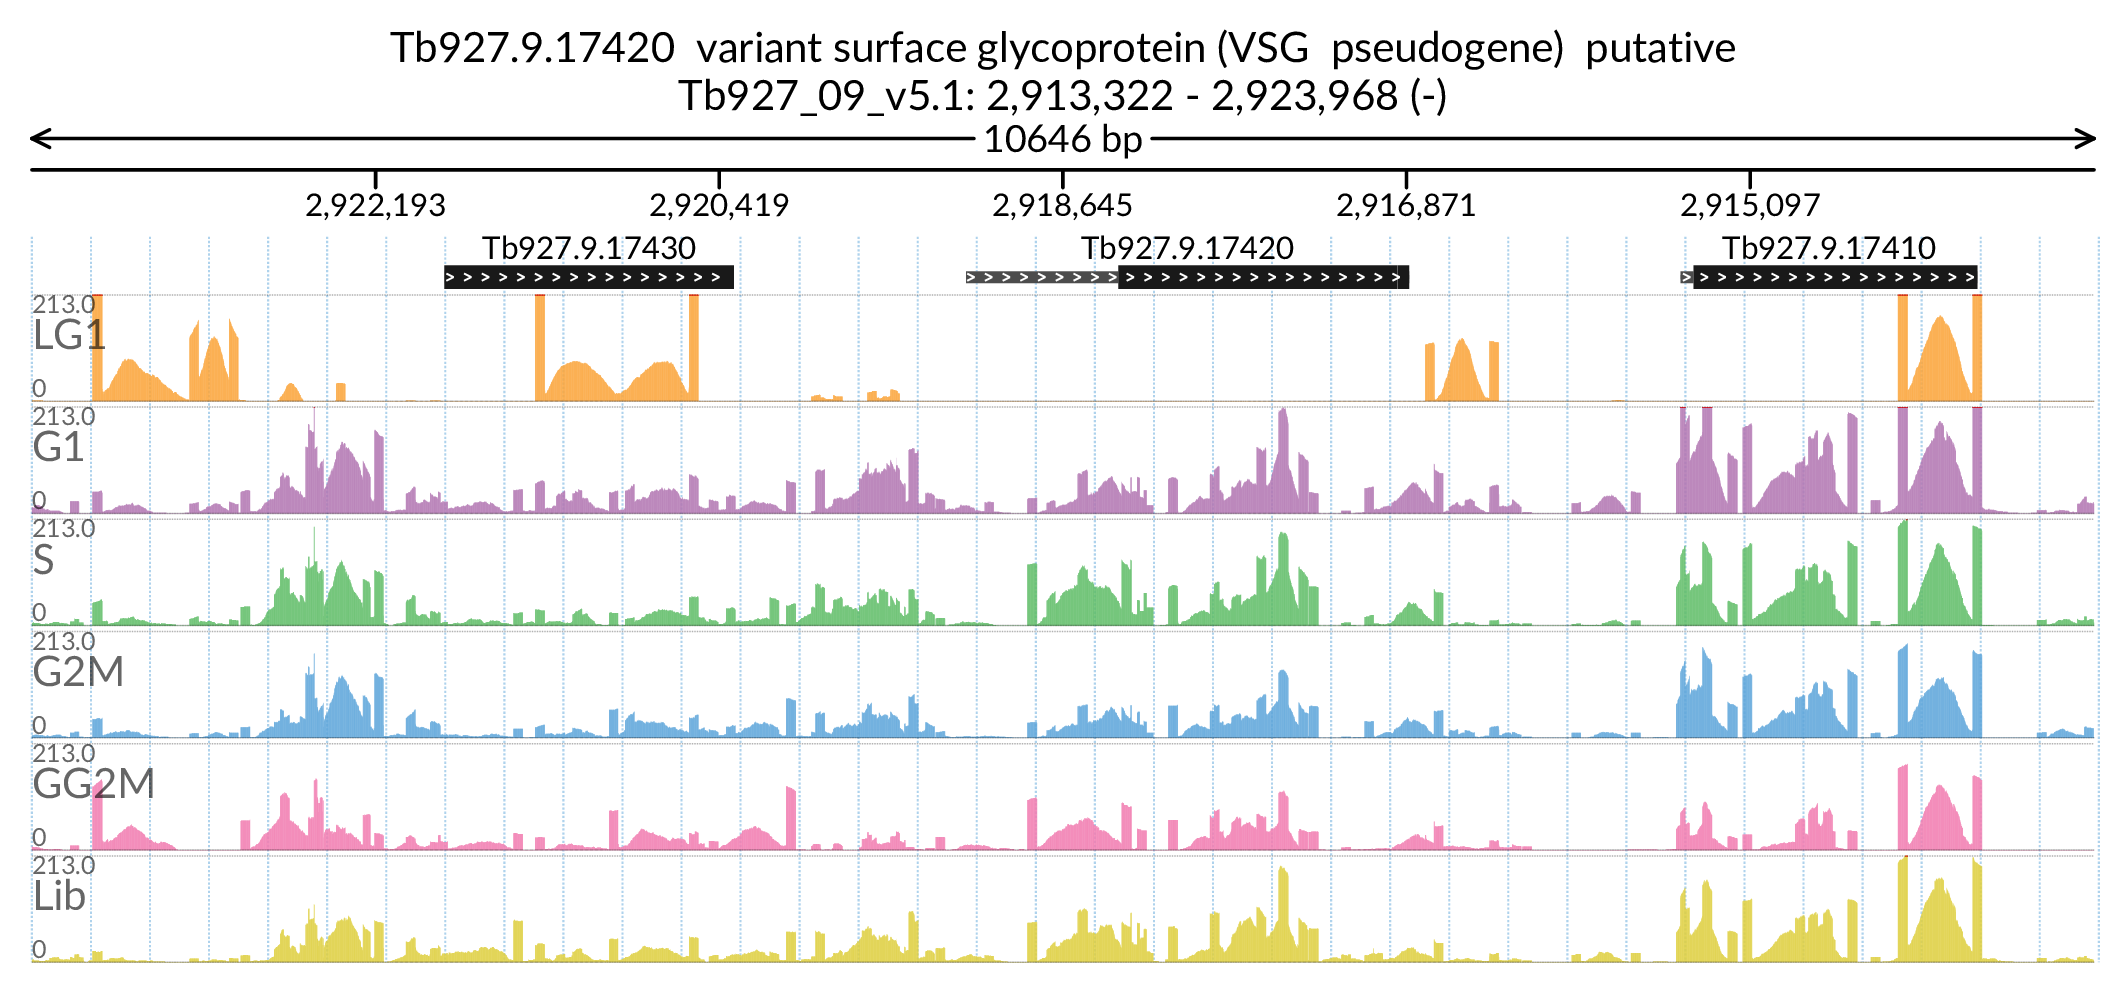 Tb927.9.17420 variant surface glycoprotein (VSG pseudogene) putative
Tb927_09_v5.1: 2,913,322 - 2,923,968 (-)
10646 bp
2,922,193 2,920,419 2,918,645 2,916,871 2,915,097
Tb927.9.17430 Tb927.9.17420 Tb927.9.17410
213.0
LG1
0
213.0
G1
0
213.0
S
0
213.0
G2M
0
213.0
GG2M
0
213.0
Lib
0